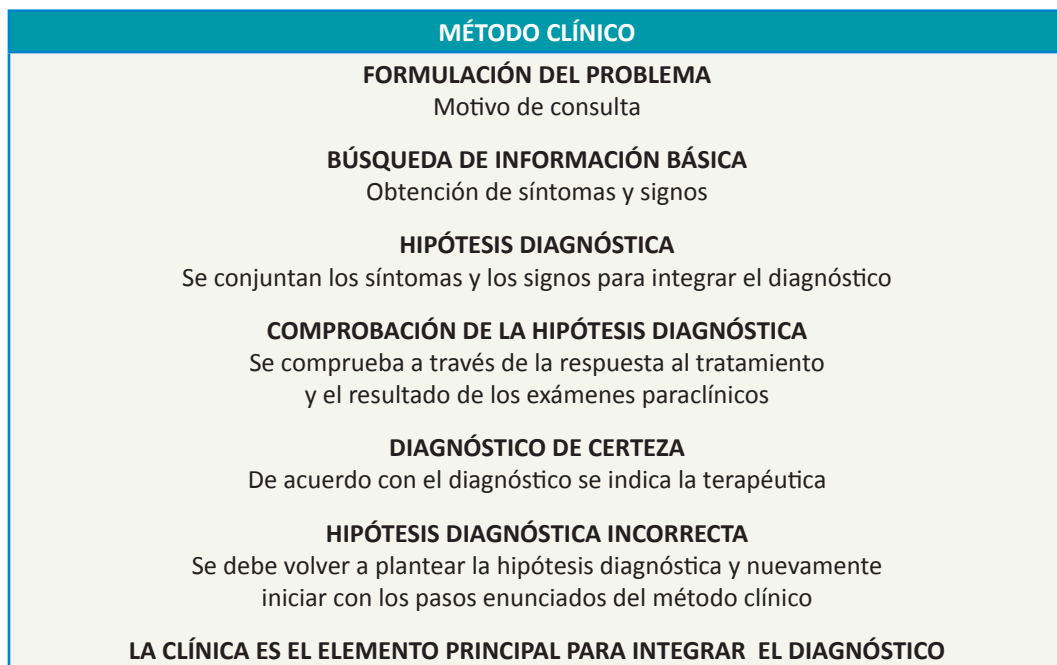 MÉTODO CLÍNICO
FORMULACIÓN DEL PROBLEMA
Motivo de consulta
BÚSQUEDA DE INFORMACIÓN BÁSICA
Obtención de síntomas y signos
HIPÓTESIS DIAGNÓSTICA
Se conjuntan los síntomas y los signos para integrar el diagnóstico
COMPROBACIÓN DE LA HIPÓTESIS DIAGNÓSTICA
Se comprueba a través de la respuesta al tratamiento
y el resultado de los exámenes paraclínicos
DIAGNÓSTICO DE CERTEZA
De acuerdo con el diagnóstico se indica la terapéutica
HIPÓTESIS DIAGNÓSTICA INCORRECTA
Se debe volver a plantear la hipótesis diagnóstica y nuevamente
iniciar con los pasos enunciados del método clínico
LA CLÍNICA ES EL ELEMENTO PRINCIPAL PARA INTEGRAR EL DIAGNÓSTICO